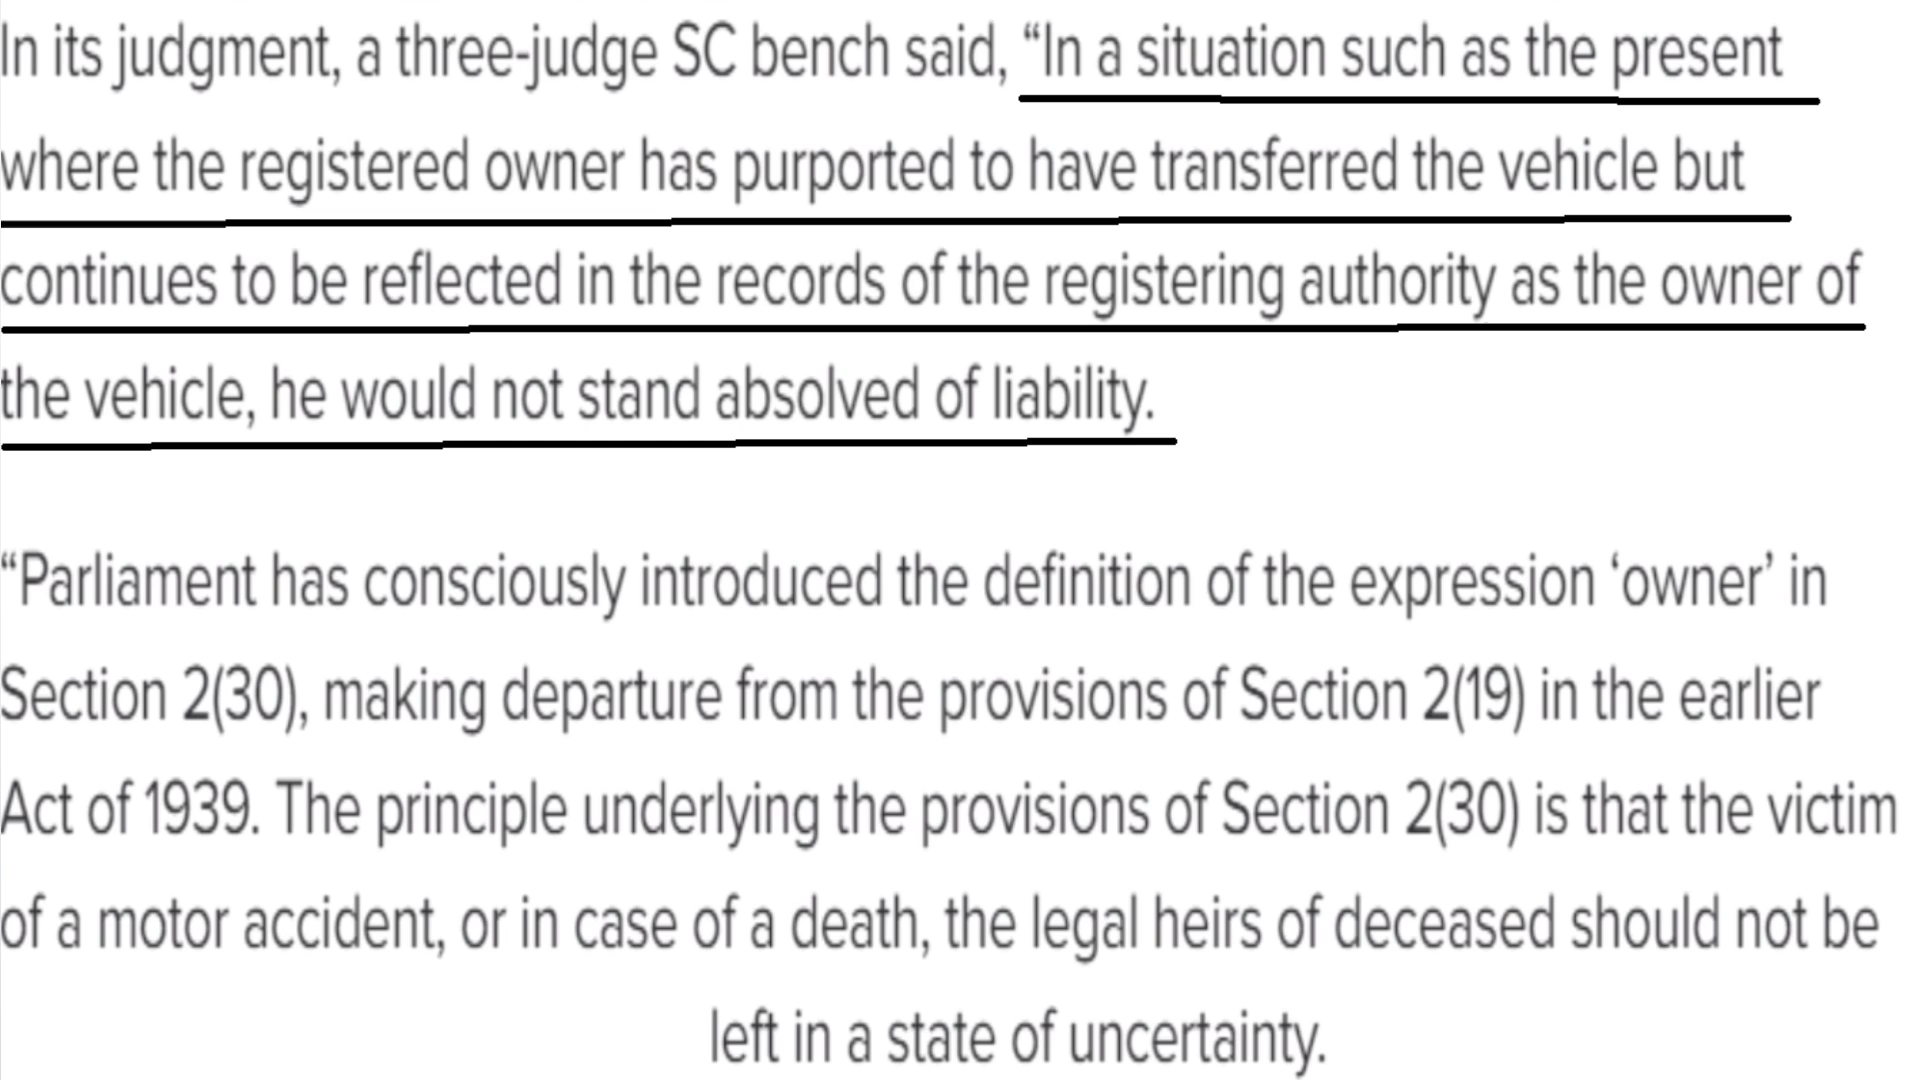 In its judgment, a three-judge SC bench said, “In a situation such as the present
where the registered owner has purported to have transferred the vehicle but
continues to be reflected in the records of the registering authority as the owner of
the vehicle, he would not stand absolved of liability.
“Parliament has consciously introduced the definition of the expression ‘owner’ in
Section 2(30), making departure from the provisions of Section 2(19) in the earlier
Act of 1939. The principle underlying the provisions of Section 2(30) is that the victim
of a motor accident, or in case of a death, the legal heirs of deceased should not be
left in a state of uncertainty.